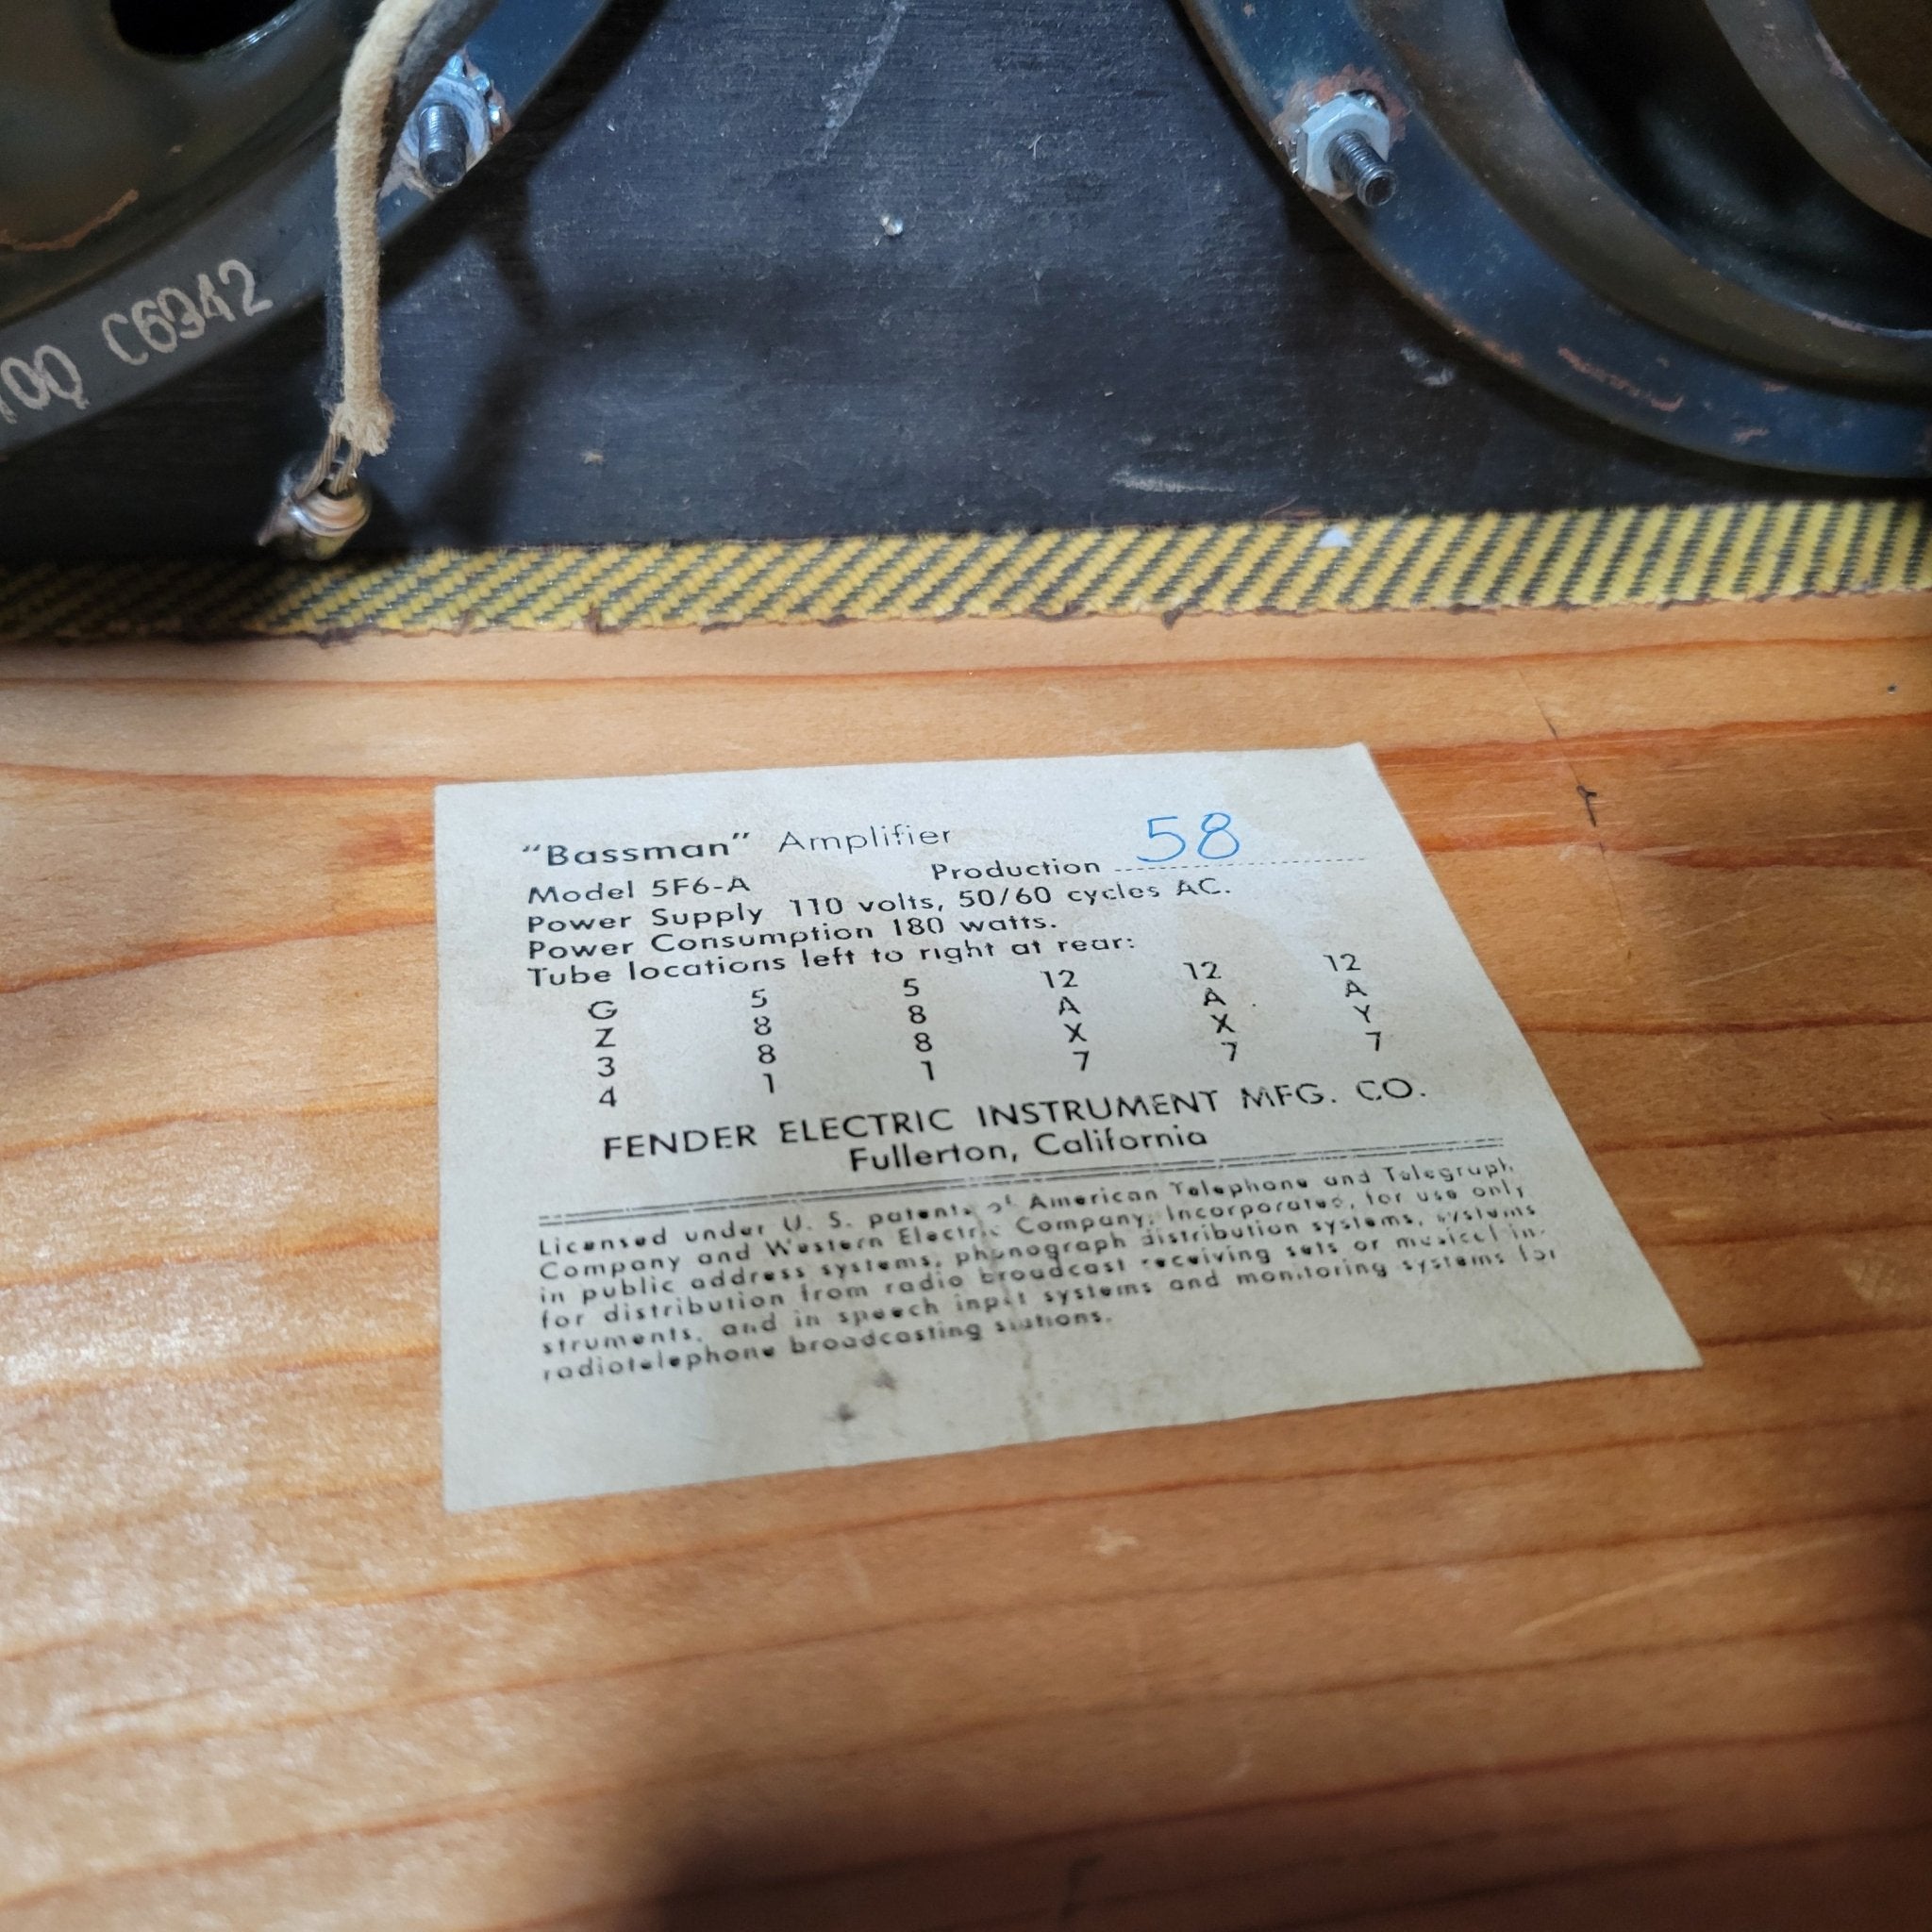 C6942
"Bassman" Amplifier
Production 58
Model 5F6-A
Power Supply 110 volts, 50/60 cycles AC.
Power Consumption 180 watts.
Tube locations left to right at rear:
G 5 5 12 12 12
Z 8 8 A A A
3 8 8 X X Y
4 1 1 7 7 7
FENDER ELECTRIC INSTRUMENT MFG. CO.
Fullerton, California
Licensed under U. S. patents of American Telephone and Telegraph
Company and Western Electric Company, Incorporated, for use only
in public address systems, phonograph distribution systems, systems
for distribution from radio broadcast receiving sets or musical in-
struments, and in speech input systems and monitoring systems for
radiotelephone broadcasting stations.